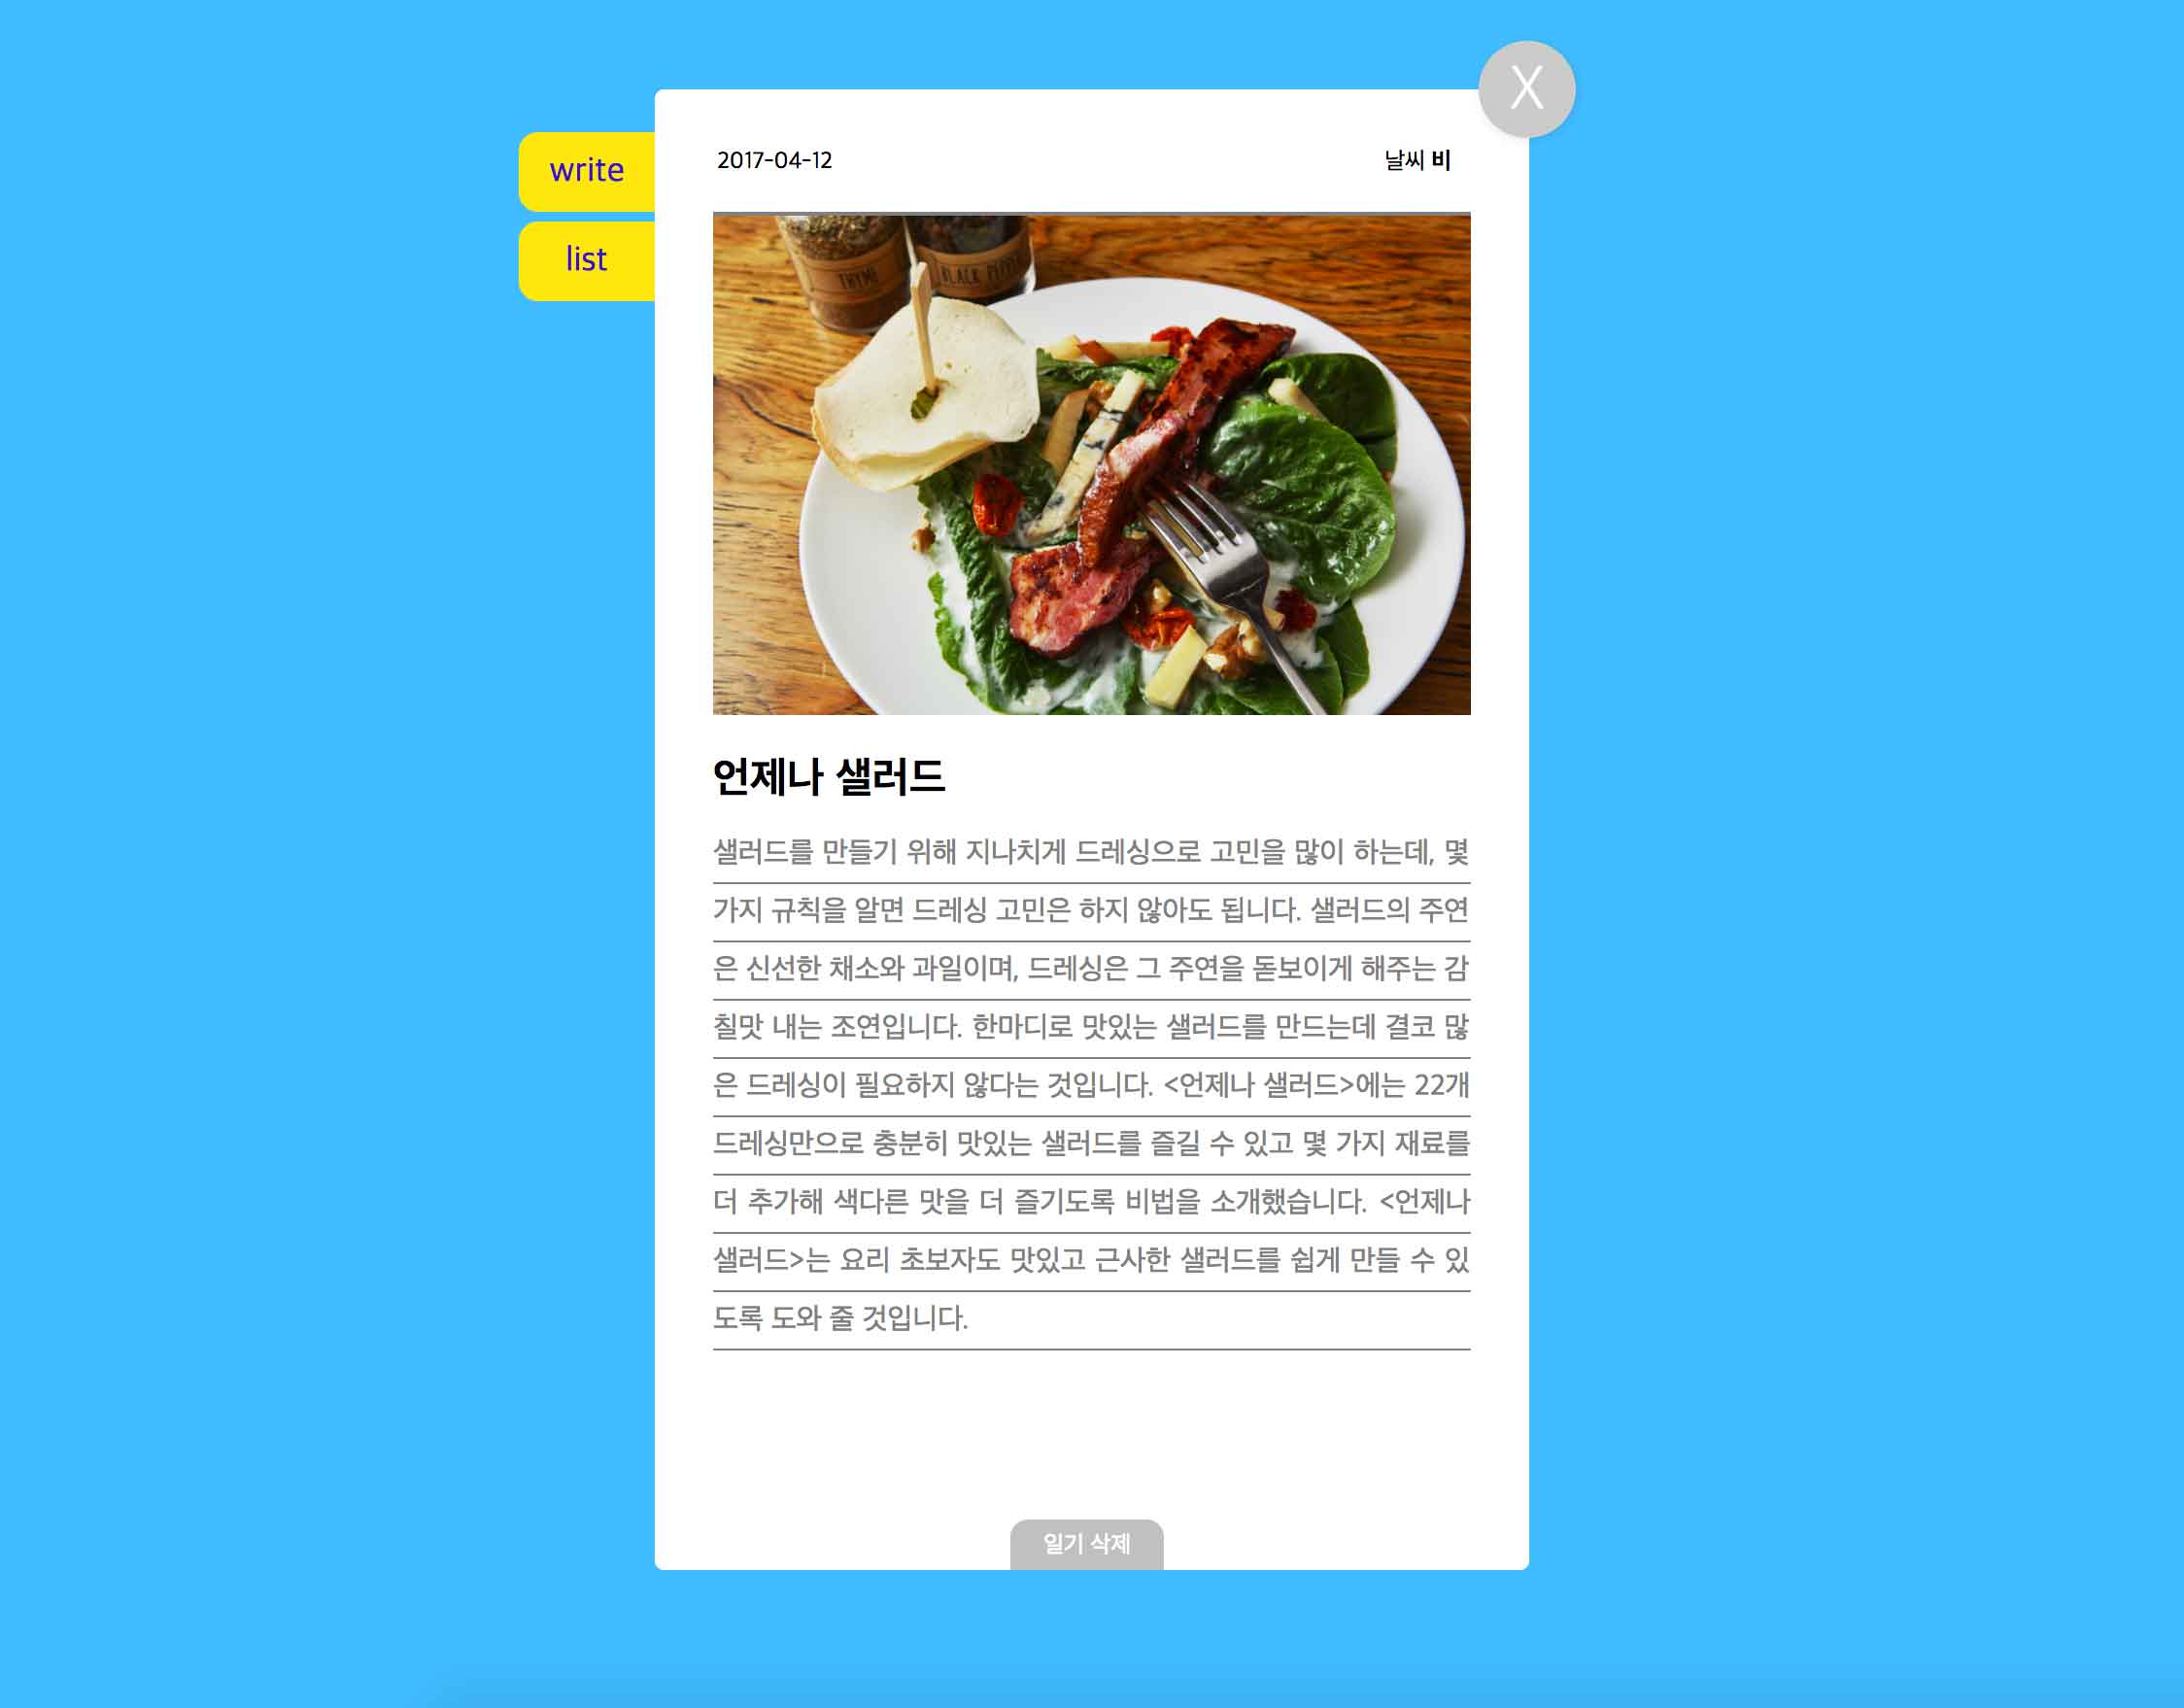 X
2017-04-12 날씨 비
write
list
THYME
BLACK
언제나 샐러드
샐러드를 만들기 위해 지나치게 드레싱으로 고민을 많이 하는데, 몇
가지 규칙을 알면 드레싱 고민은 하지 않아도 됩니다. 샐러드의 주연
은 신선한 채소와 과일이며, 드레싱은 그 주연을 돋보이게 해주는 감
칠맛 내는 조연입니다. 한마디로 맛있는 샐러드를 만드는데 결코 많
은 드레싱이 필요하지 않다는 것입니다. <언제나 샐러드>에는 22개
드레싱만으로 충분히 맛있는 샐러드를 즐길 수 있고 몇 가지 재료를
더 추가해 색다른 맛을 더 즐기도록 비법을 소개했습니다. <언제나
샐러드>는 요리 초보자도 맛있고 근사한 샐러드를 쉽게 만들 수 있
도록 도와 줄 것입니다.
일기 삭제